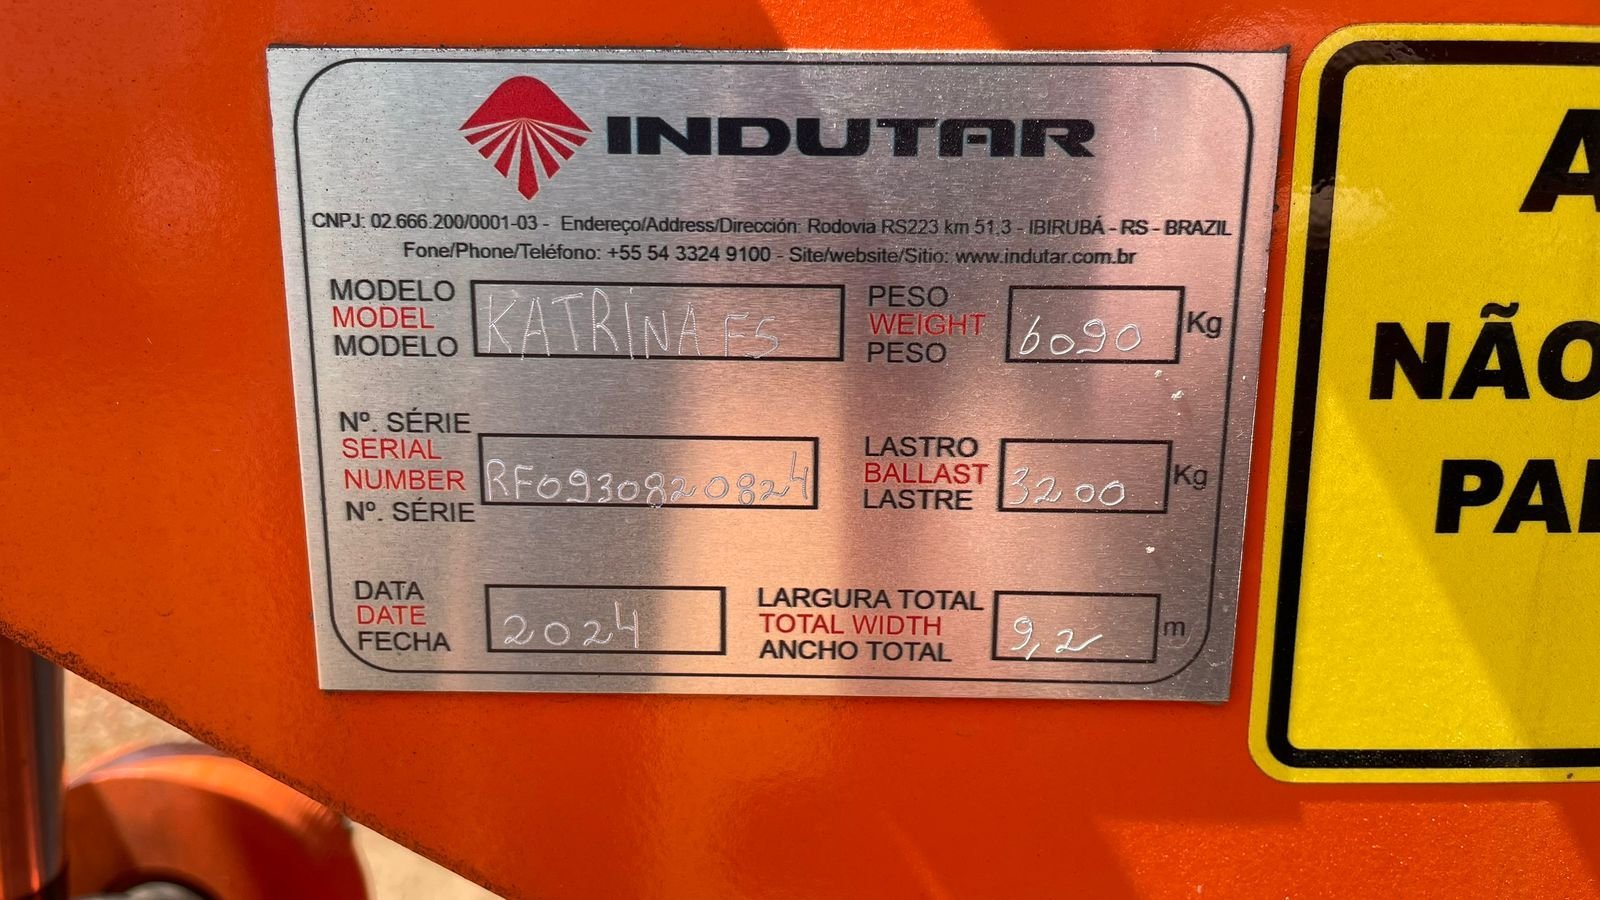 INDUTAR
CNPJ: 02.666.200/0001-03 - Endereço/Address/Dirección: Rodovia RS223 km 51,3 - IBIRUBÁ - RS - BRAZIL
Fone/Phone/Teléfono: +55 54 3324 9100 - Site/website/Sitio: www.indutar.com.br
MODELO
MODEL
MODELO
KATRINA FS
PESO
WEIGHT
PESO
6090 Kg
Nº. SÉRIE
SERIAL
NUMBER
Nº. SÉRIE
RF0930820824
LASTRO
BALLAST
LASTRE
3200 Kg
DATA
DATE
FECHA
2024
LARGURA TOTAL
TOTAL WIDTH
ANCHO TOTAL
9,2 m
NÃO